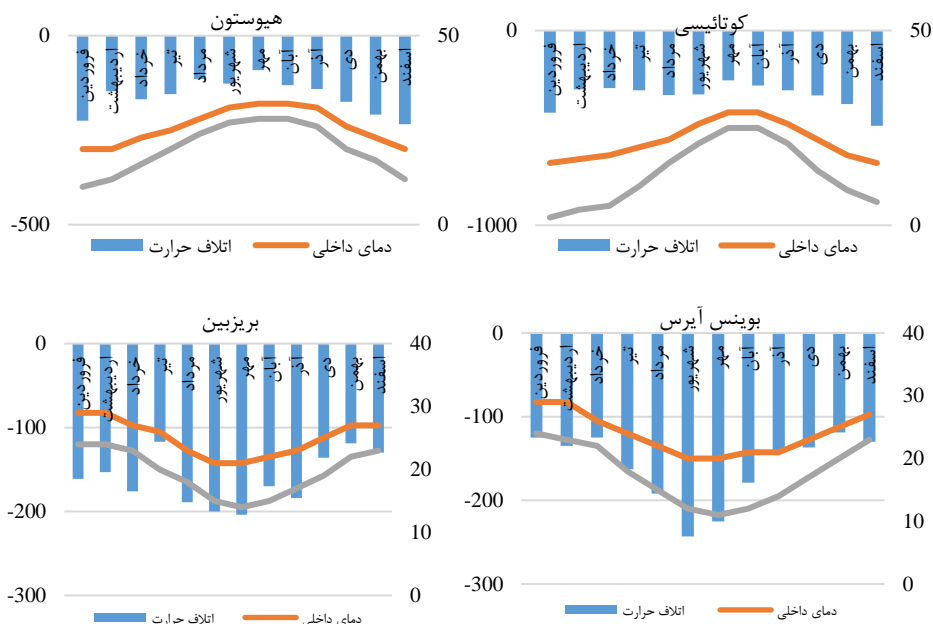 هیوستون
0
50
-500
0
فروردین
اردیبهشت
خرداد
تیر
مرداد
شهریور
مهر
آبان
آذر
دی
بهمن
اسفند
اتلاف حرارت
دمای داخلی
کوتائیسی
0
50
-1000
0
فروردین
اردیبهشت
خرداد
تیر
مرداد
شهریور
مهر
آبان
آذر
دی
بهمن
اسفند
اتلاف حرارت
دمای داخلی
بریزبین
0
-100
-200
-300
40
30
20
10
0
فروردین
اردیبهشت
خرداد
تیر
مرداد
شهریور
مهر
آبان
آذر
دی
بهمن
اسفند
اتلاف حرارت
دمای داخلی
بوینس آیرس
0
-100
-200
-300
40
30
20
10
0
فروردین
اردیبهشت
خرداد
تیر
مرداد
شهریور
مهر
آبان
آذر
دی
بهمن
اسفند
اتلاف حرارت
دمای داخلی